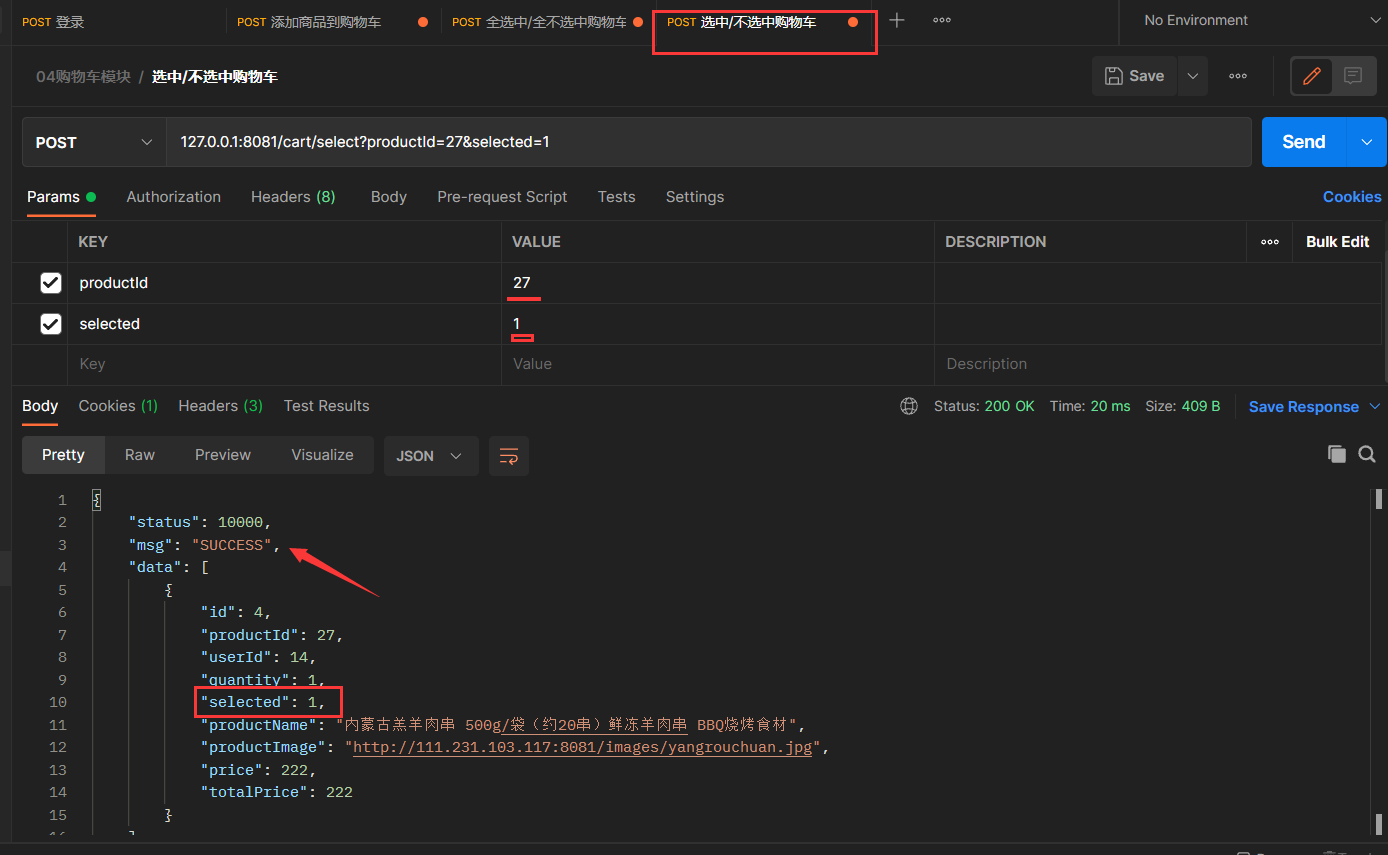 POST 登录 POST 添加商品到购物车 POST 全选中/全不选中购物车 POST 选中/不选中购物车 No Environment
04购物车模块 / 选中/不选中购物车 Save
POST 127.0.0.1:8081/cart/select?productId=27&selected=1 Send
Params Authorization Headers (8) Body Pre-request Script Tests Settings Cookies
KEY VALUE DESCRIPTION Bulk Edit
productId 27
selected 1
Key Value Description
Body Cookies (1) Headers (3) Test Results Status: 200 OK Time: 20 ms Size: 409 B Save Response
Pretty Raw Preview Visualize JSON
1 {
2 "status": 10000,
3 "msg": "SUCCESS",
4 "data": [
5 {
6 "id": 4,
7 "productId": 27,
8 "userId": 14,
9 "quantity": 1,
10 "selected": 1,
11 "productName": "内蒙古羔羊肉串 500g/袋（约20串）鲜冻羊肉串 BBQ烧烤食材",
12 "productImage": "http://111.231.103.117:8081/images/yangrouchuan.jpg",
13 "price": 222,
14 "totalPrice": 222
15 }